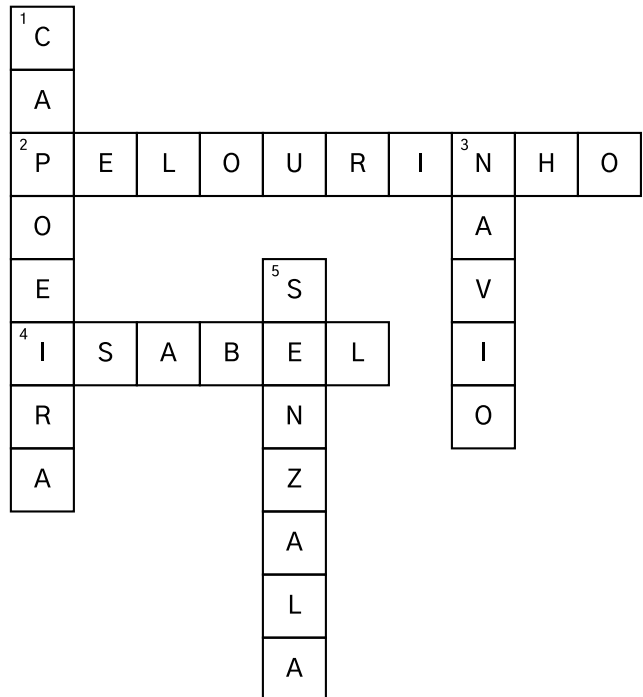 1 C
A
2 P E L O U R I 3 N H O
O A
E 5 S V
4 I S A B E L I
R N O
A Z
A
L
A